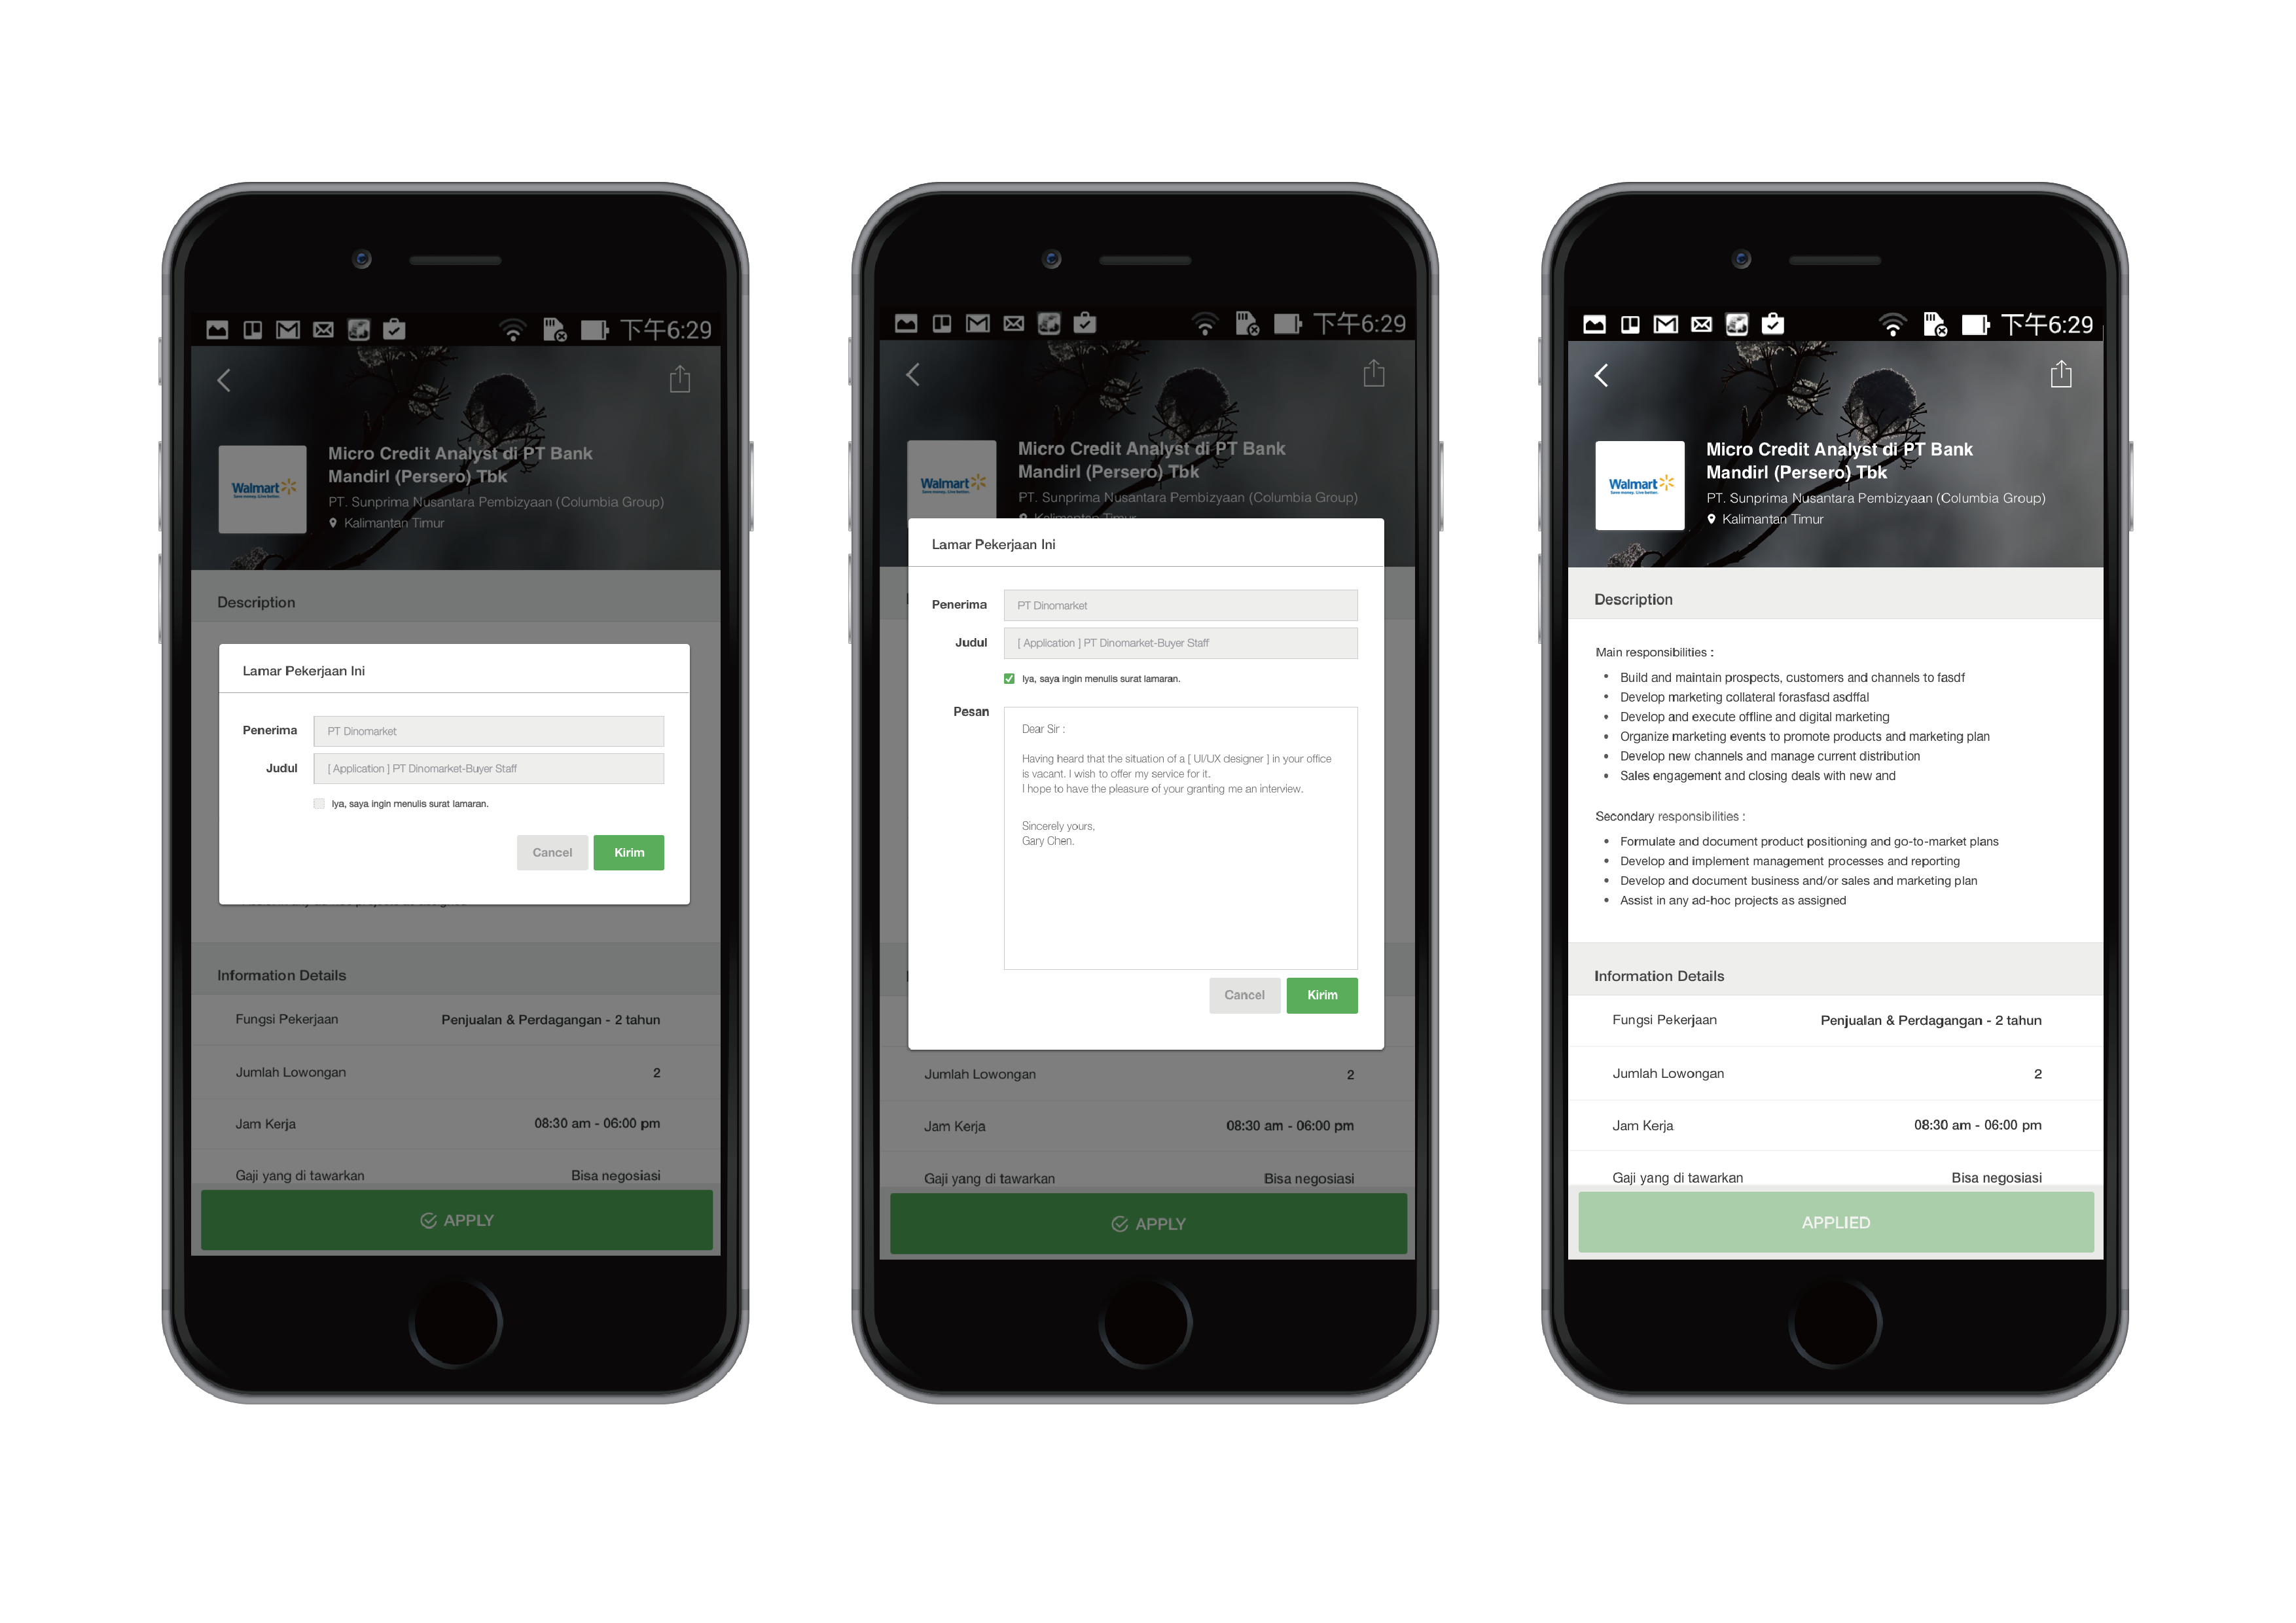 下午6:29
Walmart
Save money. Live better.
Micro Credit Analyst di PT Bank
Mandirl (Persero) Tbk
PT. Sunprima Nusantara Pembizyaan (Columbia Group)
Kalimantan Timur
Description
Lamar Pekerjaan Ini
Penerima PT Dinomarket
Judul [ Application ] PT Dinomarket-Buyer Staff
Iya, saya ingin menulis surat lamaran.
Cancel Kirim
Information Details
Fungsi Pekerjaan Penjualan & Perdagangan - 2 tahun
Jumlah Lowongan 2
Jam Kerja 08:30 am - 06:00 pm
Gaji yang di tawarkan Bisa negosiasi
APPLY
下午6:29
Walmart
Save money. Live better.
Micro Credit Analyst di PT Bank
Mandirl (Persero) Tbk
PT. Sunprima Nusantara Pembizyaan (Columbia Group)
Kalimantan Timur
Lamar Pekerjaan Ini
Penerima PT Dinomarket
Judul [ Application ] PT Dinomarket-Buyer Staff
Iya, saya ingin menulis surat lamaran.
Pesan
Dear Sir :
Having heard that the situation of a [ UI/UX designer ] in your office
is vacant. I wish to offer my service for it.
I hope to have the pleasure of your granting me an interview.
Sincerely yours,
Gary Chen.
Cancel Kirim
Jumlah Lowongan 2
Jam Kerja 08:30 am - 06:00 pm
Gaji yang di tawarkan Bisa negosiasi
APPLY
下午6:29
Walmart
Save money. Live better.
Micro Credit Analyst di PT Bank
Mandirl (Persero) Tbk
PT. Sunprima Nusantara Pembizyaan (Columbia Group)
Kalimantan Timur
Description
Main responsibilities :
• Build and maintain prospects, customers and channels to fasdf
• Develop marketing collateral forasfasd asdffal
• Develop and execute offline and digital marketing
• Organize marketing events to promote products and marketing plan
• Develop new channels and manage current distribution
• Sales engagement and closing deals with new and
Secondary responsibilities :
• Formulate and document product positioning and go-to-market plans
• Develop and implement management processes and reporting
• Develop and document business and/or sales and marketing plan
• Assist in any ad-hoc projects as assigned
Information Details
Fungsi Pekerjaan Penjualan & Perdagangan - 2 tahun
Jumlah Lowongan 2
Jam Kerja 08:30 am - 06:00 pm
Gaji yang di tawarkan Bisa negosiasi
APPLIED